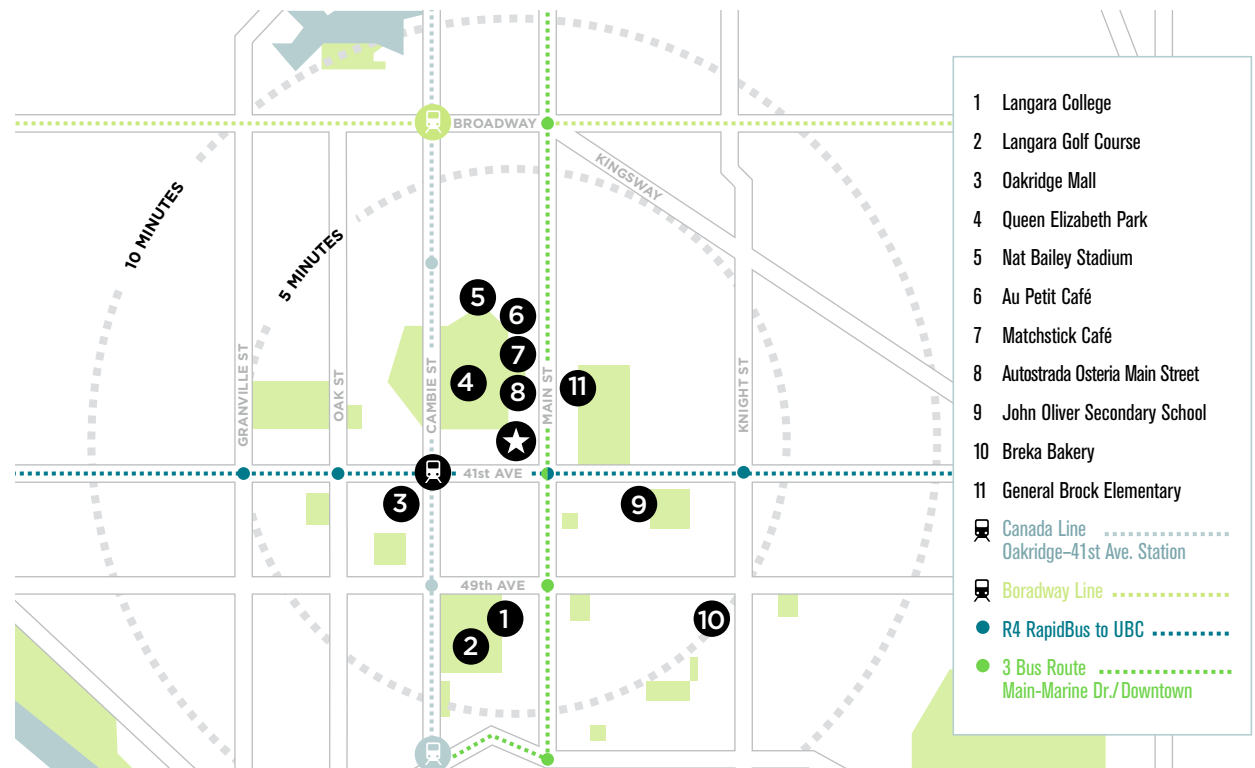 BROADWAY
KINGSWAY
10 MINUTES
5 MINUTES
GRANVILLE ST
OAK ST
CAMBIE ST
MAIN ST
KNIGHT ST
5
6
7
4
8
11
41st AVE
3
9
49th AVE
1
2
10
1 Langara College
2 Langara Golf Course
3 Oakridge Mall
4 Queen Elizabeth Park
5 Nat Bailey Stadium
6 Au Petit Café
7 Matchstick Café
8 Autostrada Osteria Main Street
9 John Oliver Secondary School
10 Breka Bakery
11 General Brock Elementary
Canada Line
Oakridge–41st Ave. Station
Boradway Line
R4 RapidBus to UBC
3 Bus Route
Main-Marine Dr./Downtown